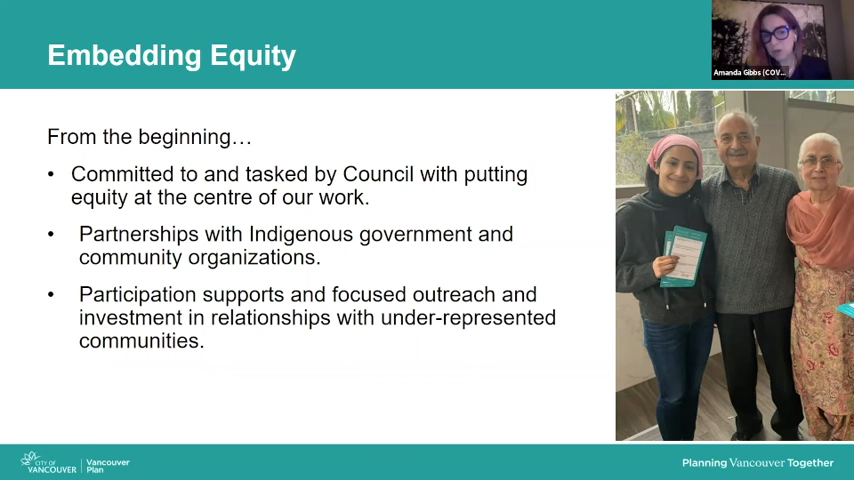 Embedding Equity
Amanda Gibbs (COV...
From the beginning…
• Committed to and tasked by Council with putting
equity at the centre of our work.
• Partnerships with Indigenous government and
community organizations.
• Participation supports and focused outreach and
investment in relationships with under-represented
communities.
CITY OF
VANCOUVER
Vancouver
Plan
Planning Vancouver Together